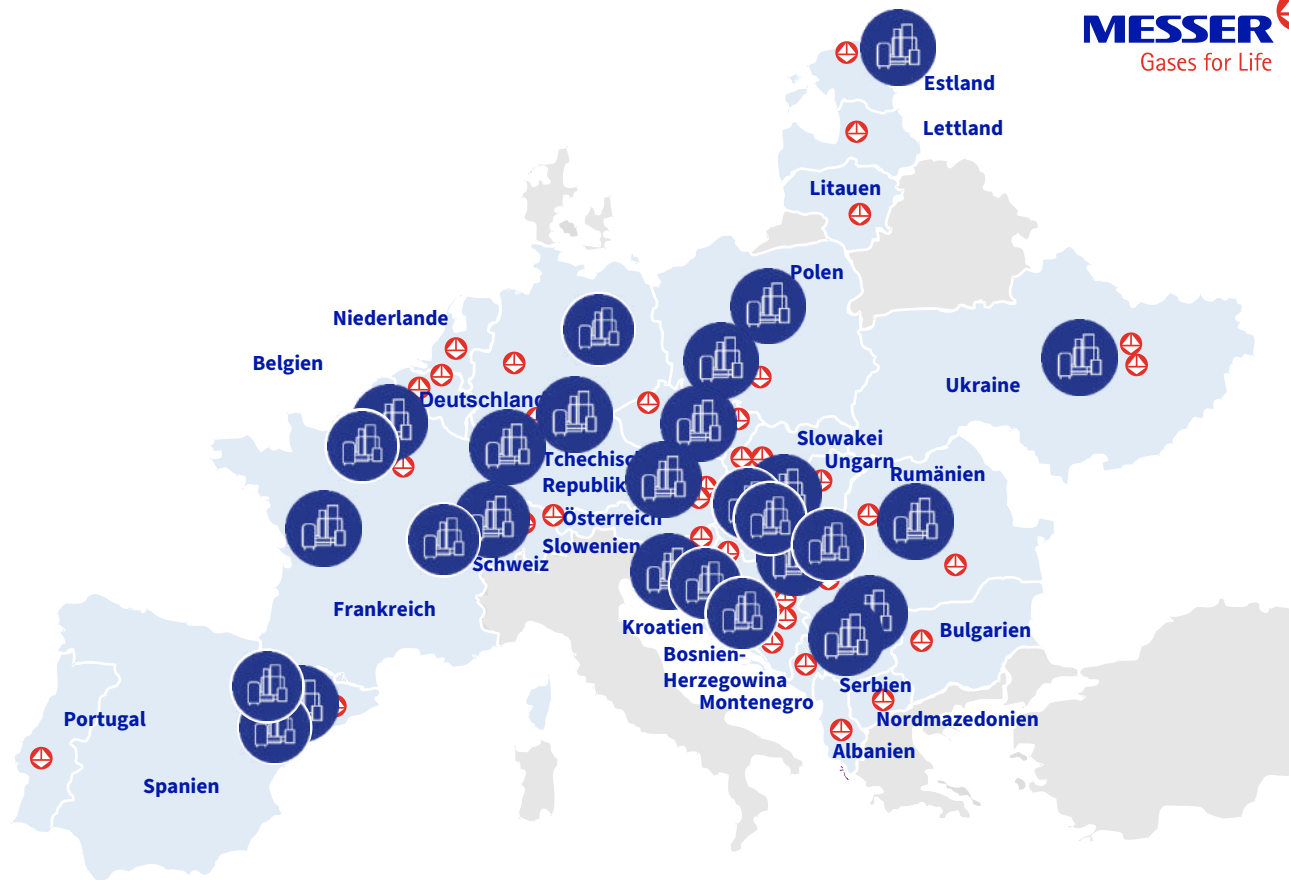 MESSER
Gases for Life
Estland
Lettland
Litauen
Polen
Niederlande
Belgien
Ukraine
Deutschland
Slowakei
Ungarn
Tchechisc
Republik
Rumänien
Österreich
Slowenien
Schweiz
Frankreich
Kroatien
Bulgarien
Bosnien-
Herzegowina
Serbien
Montenegro
Nordmazedonien
Portugal
Albanien
Spanien